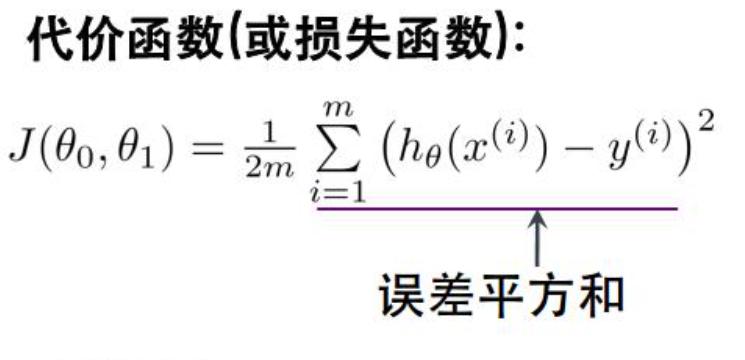 代价函数(或损失函数):
J(θ₀, θ₁) = 1/2m ∑ᵢ₌₁ᵐ (h_θ(x⁽ⁱ⁾) − y⁽ⁱ⁾)²
误差平方和